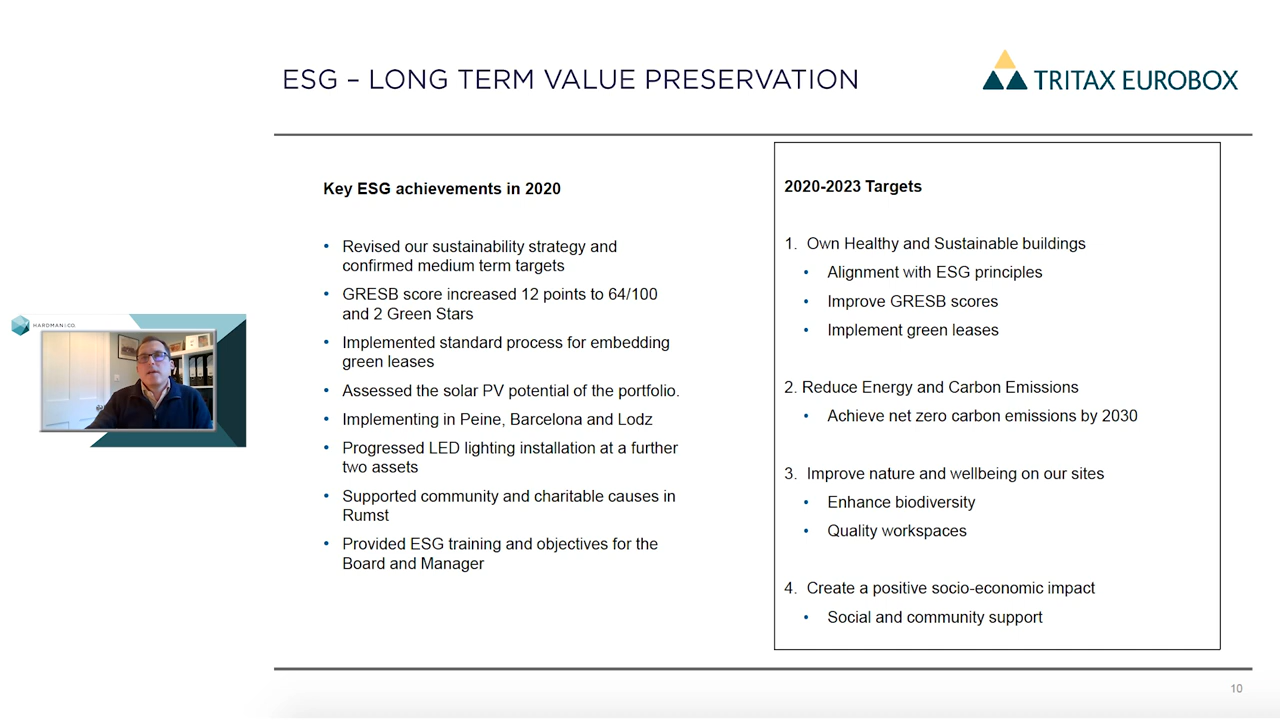 ESG – LONG TERM VALUE PRESERVATION
TRITAX EUROBOX
HARDMAN&CO.
Key ESG achievements in 2020
• Revised our sustainability strategy and
confirmed medium term targets
• GRESB score increased 12 points to 64/100
and 2 Green Stars
• Implemented standard process for embedding
green leases
• Assessed the solar PV potential of the portfolio.
• Implementing in Peine, Barcelona and Lodz
• Progressed LED lighting installation at a further
two assets
• Supported community and charitable causes in
Rumst
• Provided ESG training and objectives for the
Board and Manager
2020-2023 Targets
1. Own Healthy and Sustainable buildings
• Alignment with ESG principles
• Improve GRESB scores
• Implement green leases
2. Reduce Energy and Carbon Emissions
• Achieve net zero carbon emissions by 2030
3. Improve nature and wellbeing on our sites
• Enhance biodiversity
• Quality workspaces
4. Create a positive socio-economic impact
• Social and community support
10